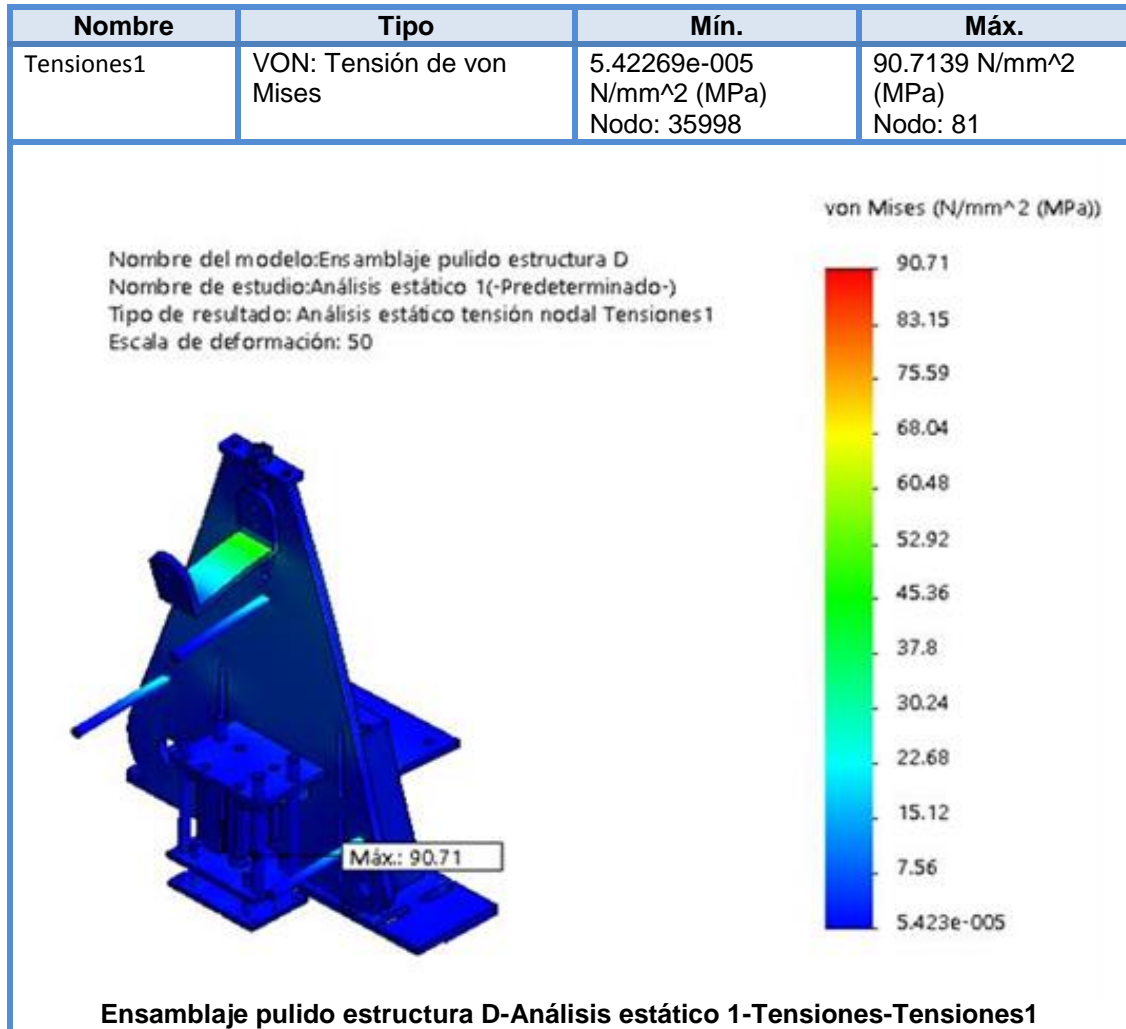 Nombre Tipo Mín. Máx.
Tensiones1 VON: Tensión de von 5.42269e-005 90.7139 N/mm^2
Mises N/mm^2 (MPa) (MPa)
Nodo: 35998 Nodo: 81
von Mises (N/mm^2 (MPa))
Nombre del modelo:Ensamblaje pulido estructura D
Nombre de estudio:Análisis estático 1(-Predeterminado-)
Tipo de resultado: Análisis estático tensión nodal Tensiones1
Escala de deformación: 50
90.71
83.15
75.59
68.04
60.48
52.92
45.36
37.8
30.24
22.68
15.12
7.56
5.423e-005
Máx.: 90.71
Ensamblaje pulido estructura D-Análisis estático 1-Tensiones-Tensiones1